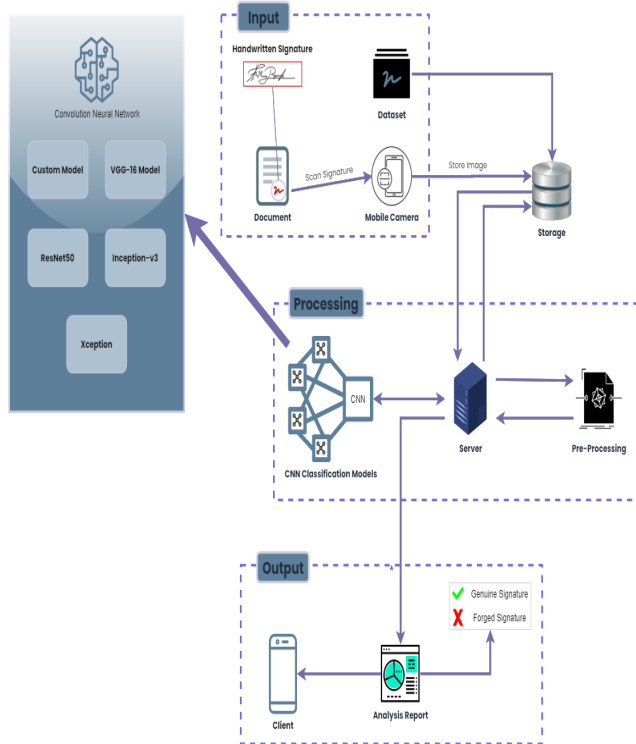 Input
Handwritten Signature
Dataset
Scan Signature
Store Image
Document
Mobile Camera
Storage
Convolution Neural Network
Custom Model
VGG-16 Model
ResNet50
Inception-v3
Xception
Processing
CNN
CNN Classification Models
Server
Pre-Processing
Output
Genuine Signature
Forged Signature
Client
Analysis Report